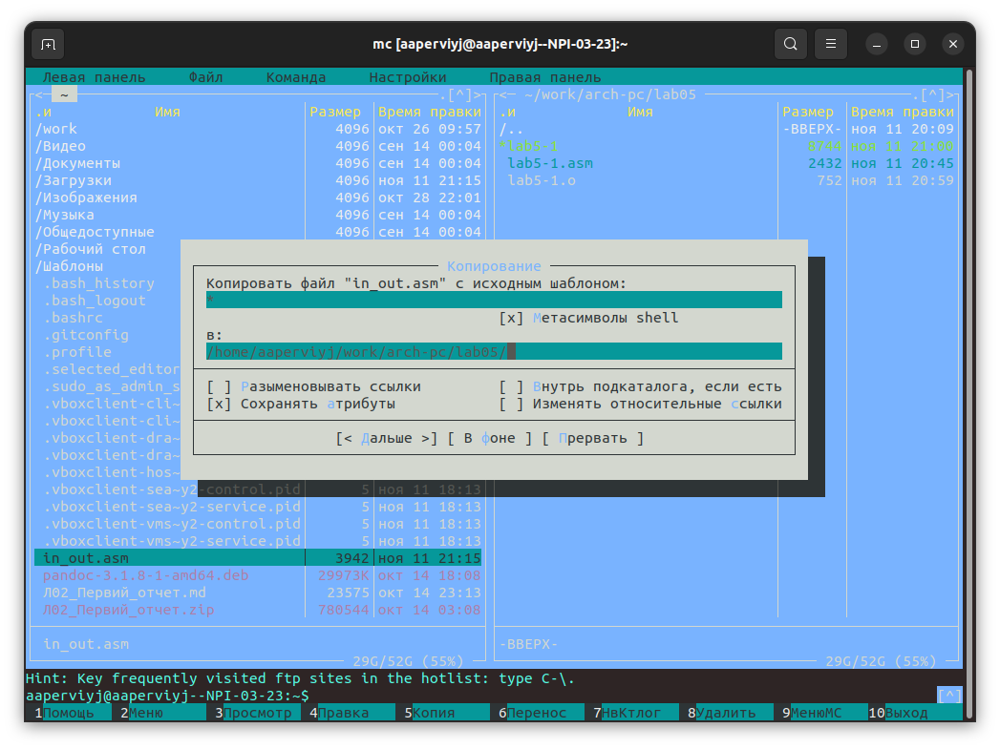 mc [aaperviyj@aaperviyj--NPI-03-23]:~
Левая панель Файл Команда Настройки Правая панель
<─ ~ .[^]>
.и Имя Размер Время правки
/work 4096 окт 26 09:57
/Видео 4096 сен 14 00:04
/Документы 4096 сен 14 00:04
/Загрузки 4096 ноя 11 21:15
/Изображения 4096 окт 28 22:01
/Музыка 4096 сен 14 00:04
/Общедоступные 4096 сен 14 00:04
/Рабочий стол
/Шаблоны
.bash_history
.bash_logout
.bashrc
.gitconfig
.profile
.selected_editor
.sudo_as_admin_s
.vboxclient-cli~
.vboxclient-cli~
.vboxclient-dra~
.vboxclient-dra~
.vboxclient-hos~
.vboxclient-sea~y2-control.pid 5 ноя 11 18:13
.vboxclient-sea~y2-service.pid 5 ноя 11 18:13
.vboxclient-vms~y2-control.pid 5 ноя 11 18:13
.vboxclient-vms~y2-service.pid 5 ноя 11 18:13
in_out.asm 3942 ноя 11 21:15
pandoc-3.1.8-1-amd64.deb 29973K окт 14 18:08
Л02_Первий_отчет.md 23575 окт 14 23:13
Л02_Первий_отчет.zip 780544 окт 14 03:08
in_out.asm
29G/52G (55%)
<─ ~/work/arch-pc/lab05 .[^]>
.и Имя Размер Время правки
/.. -ВВЕРХ- ноя 11 20:09
*lab5-1 8744 ноя 11 21:00
lab5-1.asm 2432 ноя 11 20:45
lab5-1.o 752 ноя 11 20:59
-ВВЕРХ-
29G/52G (55%)
Копирование
Копировать файл "in_out.asm" с исходным шаблоном:
*
[x] Метасимволы shell
в:
/home/aaperviyj/work/arch-pc/lab05/
[ ] Разыменовывать ссылки [ ] Внутрь подкаталога, если есть
[x] Сохранять атрибуты [ ] Изменять относительные ссылки
[< Дальше >] [ В фоне ] [ Прервать ]
Hint: Key frequently visited ftp sites in the hotlist: type C-\.
aaperviyj@aaperviyj--NPI-03-23:~$ [^]
1Помощь 2Меню 3Просмотр 4Правка 5Копия 6Перенос 7НвКтлог 8Удалить 9МенюМС 10Выход